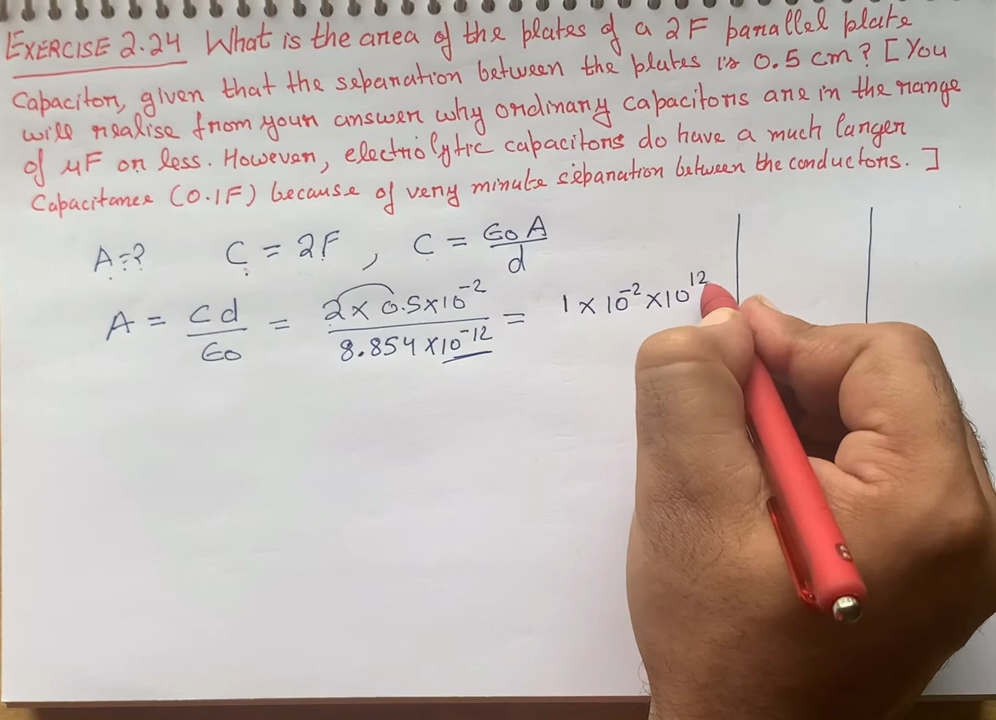 EXERCISE 2.24 What is the area of the plates of a 2F parallel plate
Capacitor, given that the separation between the plates is 0.5 cm? [You
will realise from your answer why ordinary capacitors are in the range
of μF or less. However, electrolytic capacitors do have a much larger
Capacitance (0.1F) because of very minute separation between the conductors. ]
A=? C = 2F , C = ϵ0 A / d
A = Cd / ϵ0 = 2 × 0.5×10⁻² / 8.854 ×10⁻¹² = 1 × 10⁻² ×10¹²